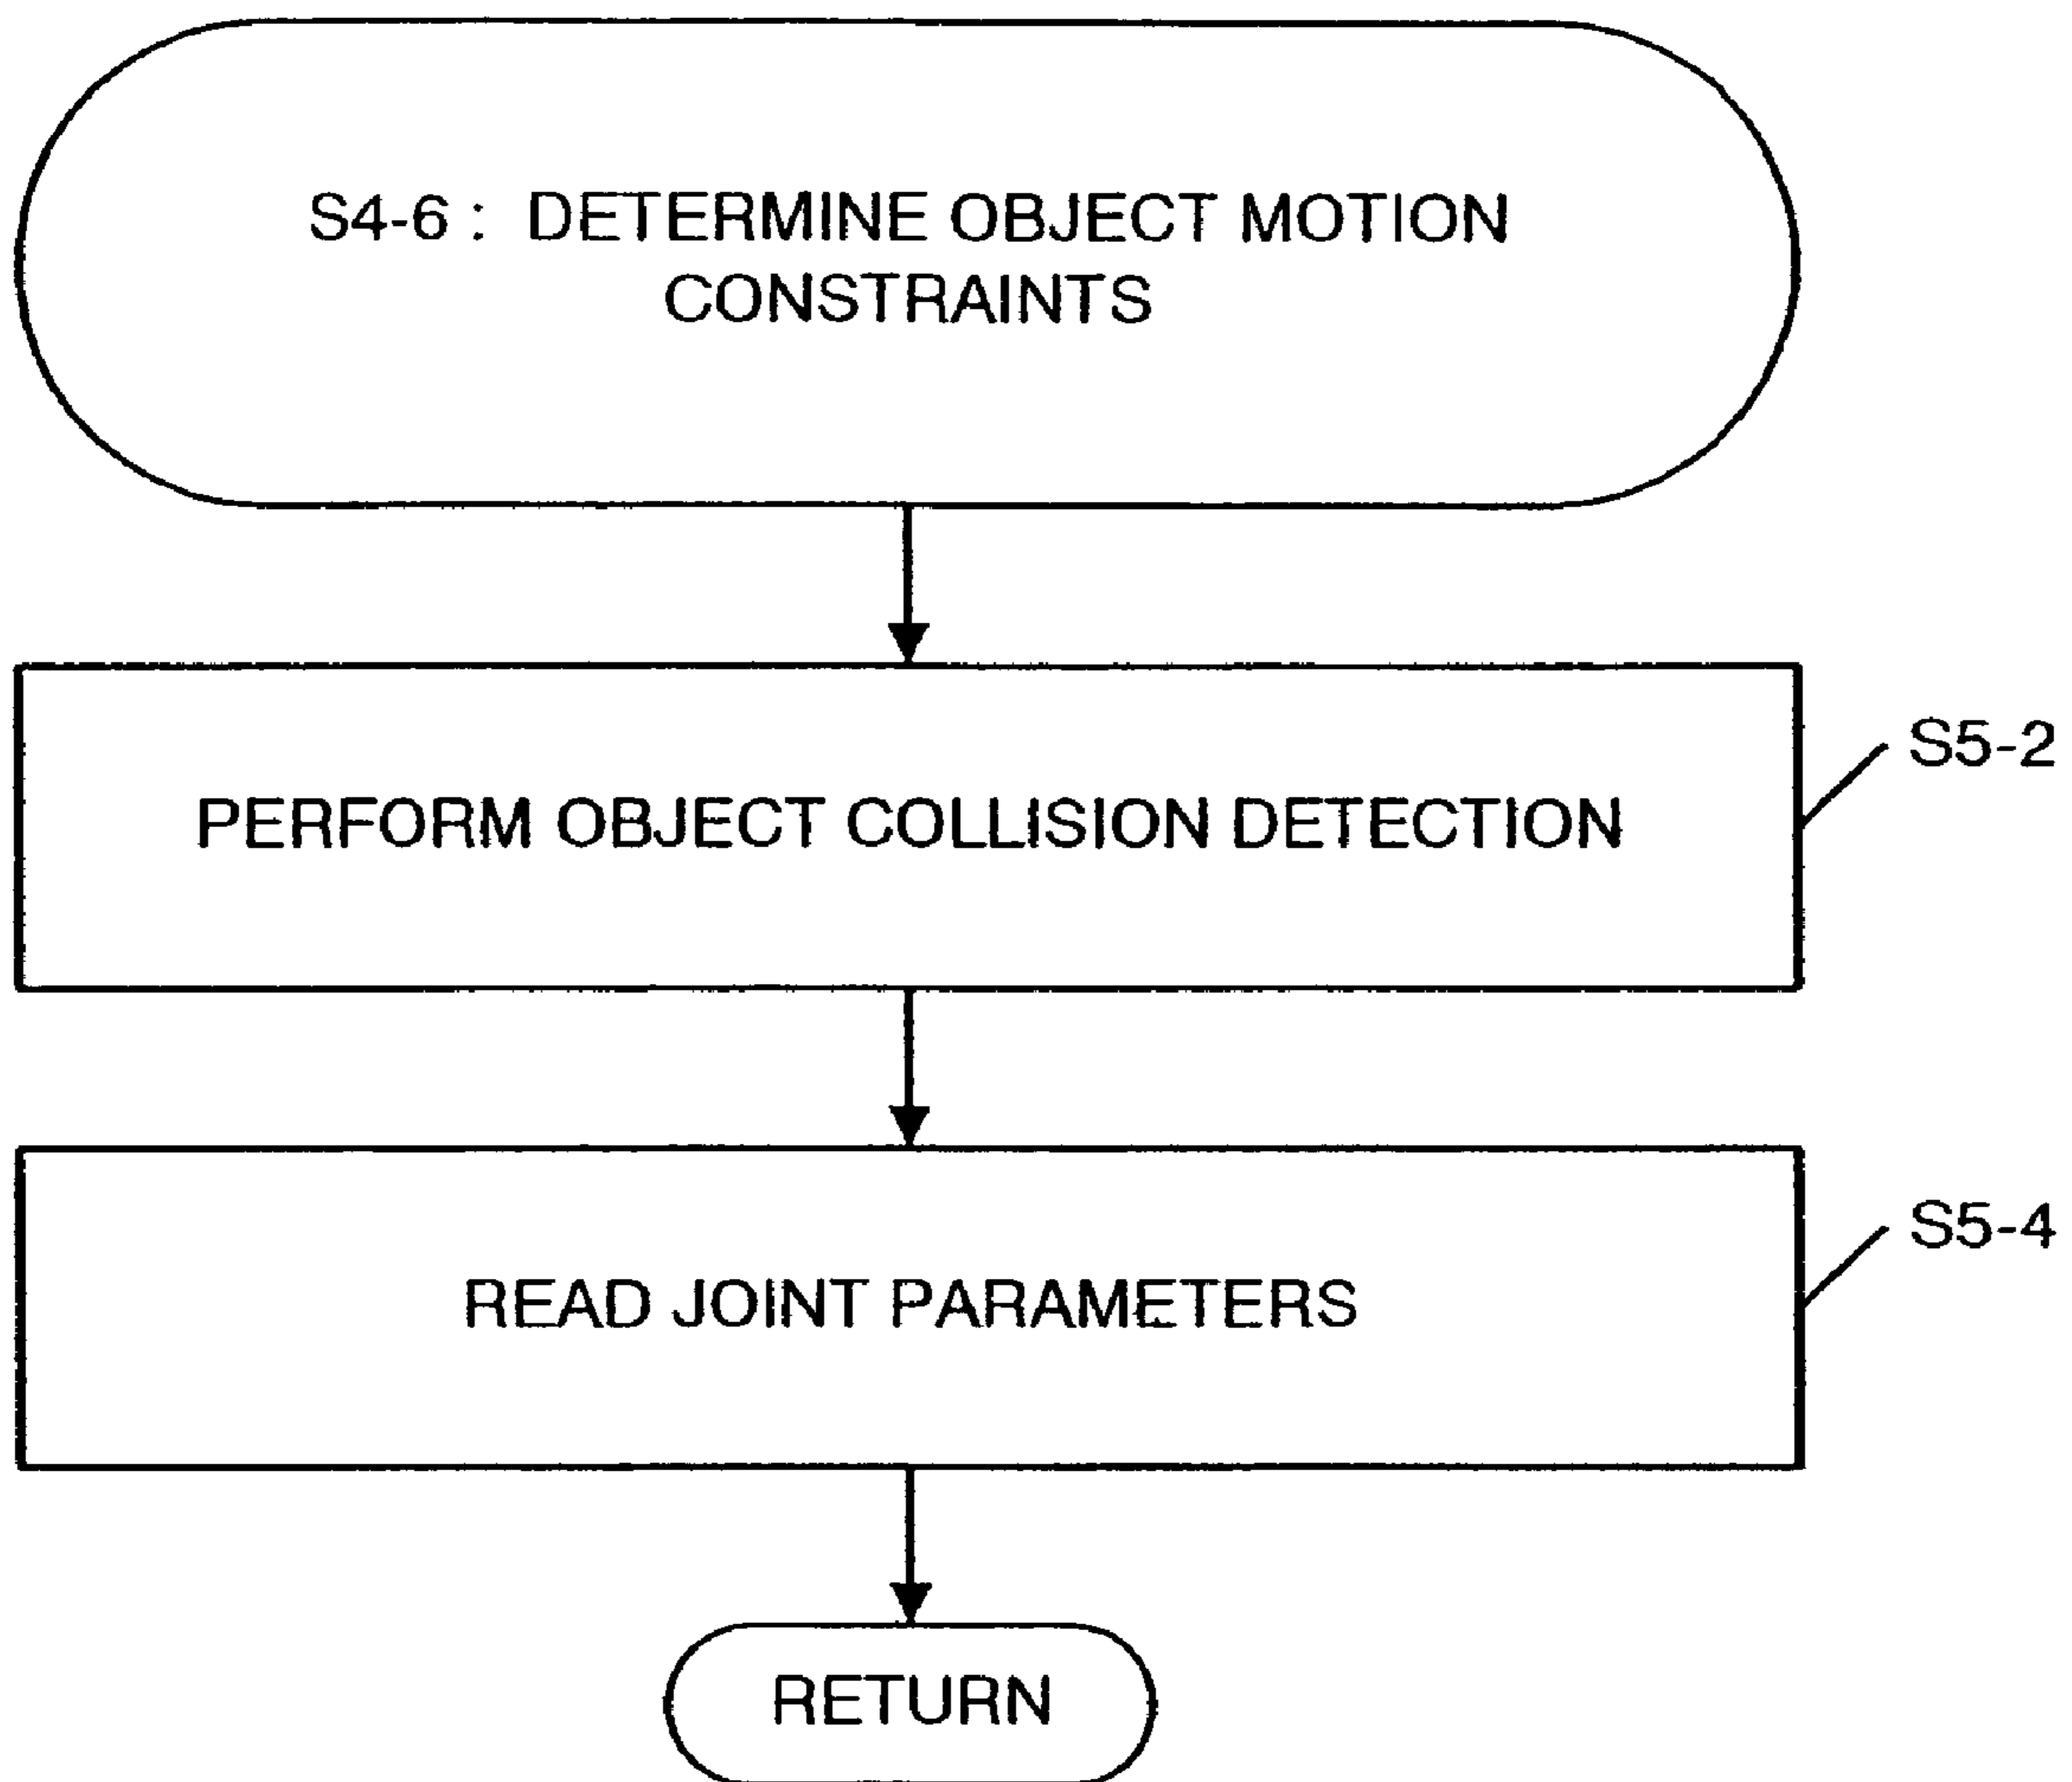 S4-6 : DETERMINE OBJECT MOTION
CONSTRAINTS
PERFORM OBJECT COLLISION DETECTION
S5-2
READ JOINT PARAMETERS
S5-4
RETURN